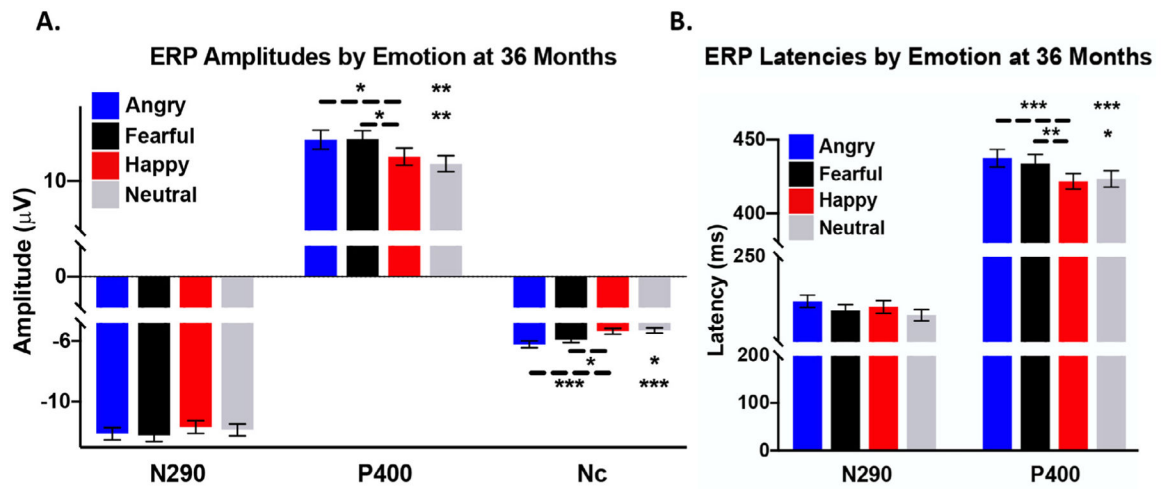 A.
ERP Amplitudes by Emotion at 36 Months
Angry
Fearful
Happy
Neutral
* **
* **
Amplitude (μV)
10
0
-6
-10
* *
*** ***
N290 P400 Nc
B.
ERP Latencies by Emotion at 36 Months
Angry
Fearful
Happy
Neutral
*** ***
** *
Latency (ms)
450
400
250
200
200
100
0
N290 P400